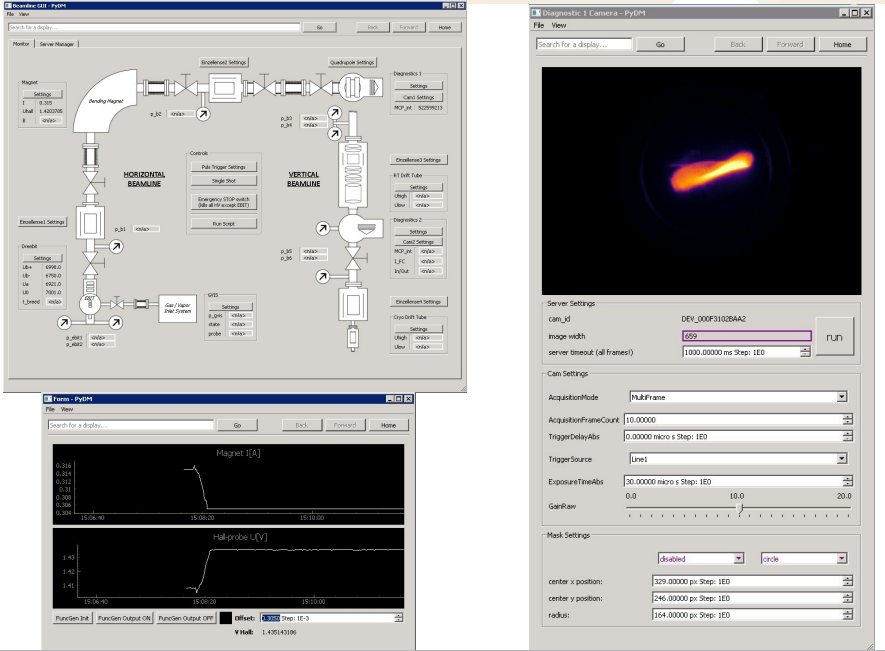 Beamline GUI - PyDM
File View
Search for a display... Go Back Forward Home
Monitor Server Manager
Einzellense2 Settings
Quadrupole Settings
Magnet
Settings
I 0.315
Uhall 1.4203785
B <n/a>
Bending Magnet
p_b2 <n/a>
Diagnostics 1
Settings
Cam1 Settings
MCP_int 922599213
p_b3 <n/a>
p_b4 <n/a>
Controls
Puls Trigger Settings
Single Shot
Emergency STOP switch
(kills all HV except EBIT)
Run Script
HORIZONTAL
BEAMLINE
VERTICAL
BEAMLINE
Einzellense3 Settings
RT Drift Tube
Settings
Uhigh <n/a>
Ulow <n/a>
Einzellense1 Settings
p_b1 <n/a>
Diagnostics 2
Settings
Cam2 Settings
MCP_int <n/a>
I_FC <n/a>
In/Out <n/a>
p_b5 <n/a>
p_b6 <n/a>
Dreebit
Settings
Ub+ 6990.0
Ub- 6750.0
Ua 6921.0
U0 7001.0
t_breed <n/a>
EBIT
Gas / Vapor
Inlet System
GVIS
Settings
p_gvis <n/a>
state <n/a>
probe <n/a>
Einzellense4 Settings
Cryo Drift Tube
Settings
Uhigh <n/a>
Ulow <n/a>
p_ebit1 <n/a>
p_ebit2 <n/a>
Form - PyDM
File View
Search for a display... Go Back Forward Home
Magnet I[A]
0.316
0.314
0.312
0.31
0.308
0.306
0.304
15:06:40 15:08:20 15:10:00
Hall-probe U[V]
1.43
1.42
1.41
15:06:40 15:08:20 15:10:00
FuncGen Init FuncGen Output ON FuncGen Output OFF Offset: 0.3050 Step: 1E-3
V Hall: 1.435143186
Diagnostic 1 Camera - PyDM
File View
Search for a display... Go Back Forward Home
Server Settings
cam_id DEV_000F3102BAA2
image width 659
server timeout (all frames!) 1000.00000 ms Step: 1E0
run
Cam Settings
AcquisitionMode MultiFrame
AcquisitionFrameCount 10.00000
TriggerDelayAbs 0.00000 micro s Step: 1E0
TriggerSource Line1
ExposureTimeAbs 30.00000 micro s Step: 1E0
0.0 10.0 20.0
GainRaw
Mask Settings
disabled circle
center x position: 329.00000 px Step: 1E0
center y position: 246.00000 px Step: 1E0
radius: 164.00000 px Step: 1E0